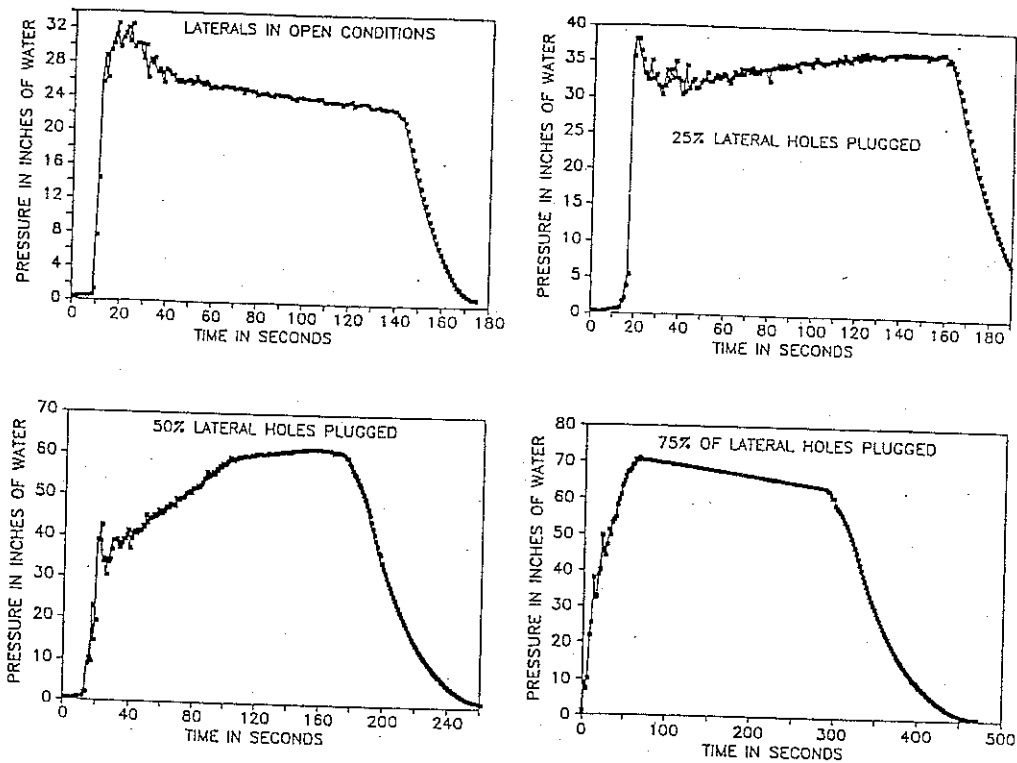 LATERALS IN OPEN CONDITIONS
PRESSURE IN INCHES OF WATER
32
28
24
20
16
12
8
4
0
0 20 40 60 80 100 120 140 160 180
TIME IN SECONDS
25% LATERAL HOLES PLUGGED
PRESSURE IN INCHES OF WATER
40
35
30
25
35
15
10
5
0
0 20 40 60 80 100 120 140 160 180
TIME IN SECONDS
50% LATERAL HOLES PLUGGED
PRESSURE IN INCHES OF WATER
70
60
50
40
30
20
10
0
0 40 80 120 160 200 240
TIME IN SECONDS
75% OF LATERAL HOLES PLUGGED
PRESSURE IN INCHES OF WATER
80
70
60
50
40
30
20
10
0
0 100 200 300 400 500
TIME IN SECONDS